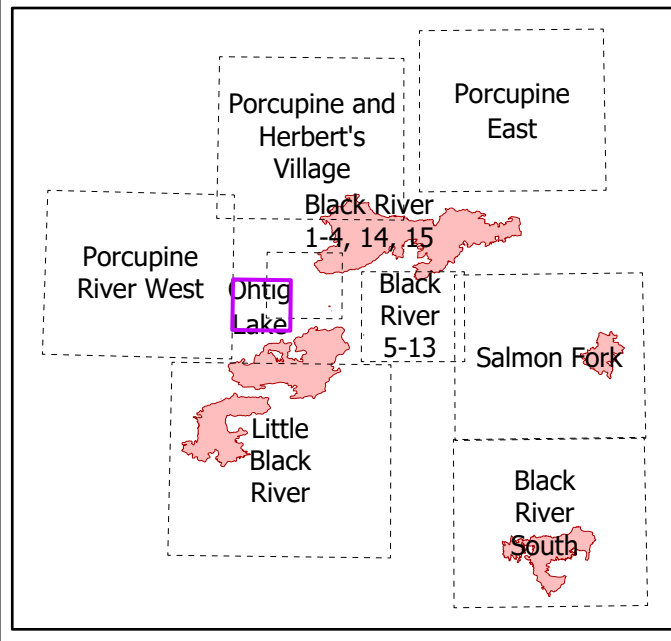 Porcupine and
Herbert's
Village
Porcupine
East
Black River
1-4, 14, 15
Porcupine
River West
Ohtig
Lake
Black
River
5-13
Salmon Fork
Little
Black
River
Black
River
South